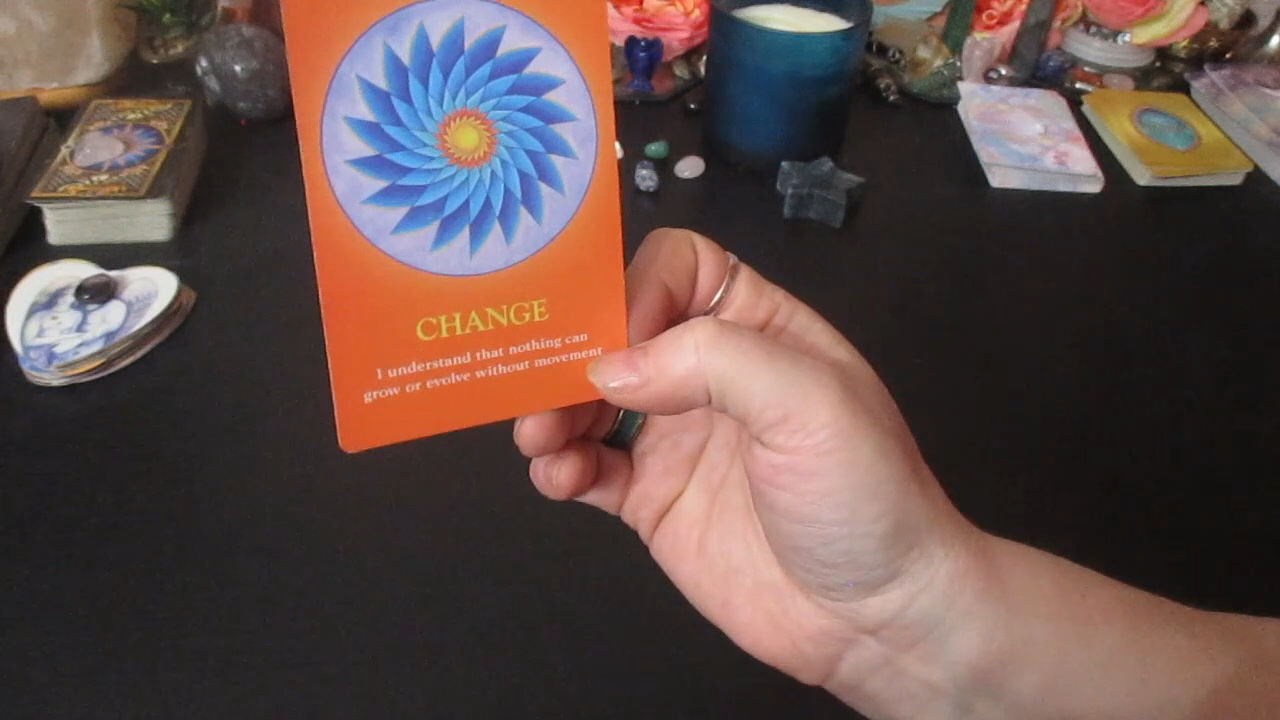 CHANGE
I understand that nothing can
grow or evolve without movement